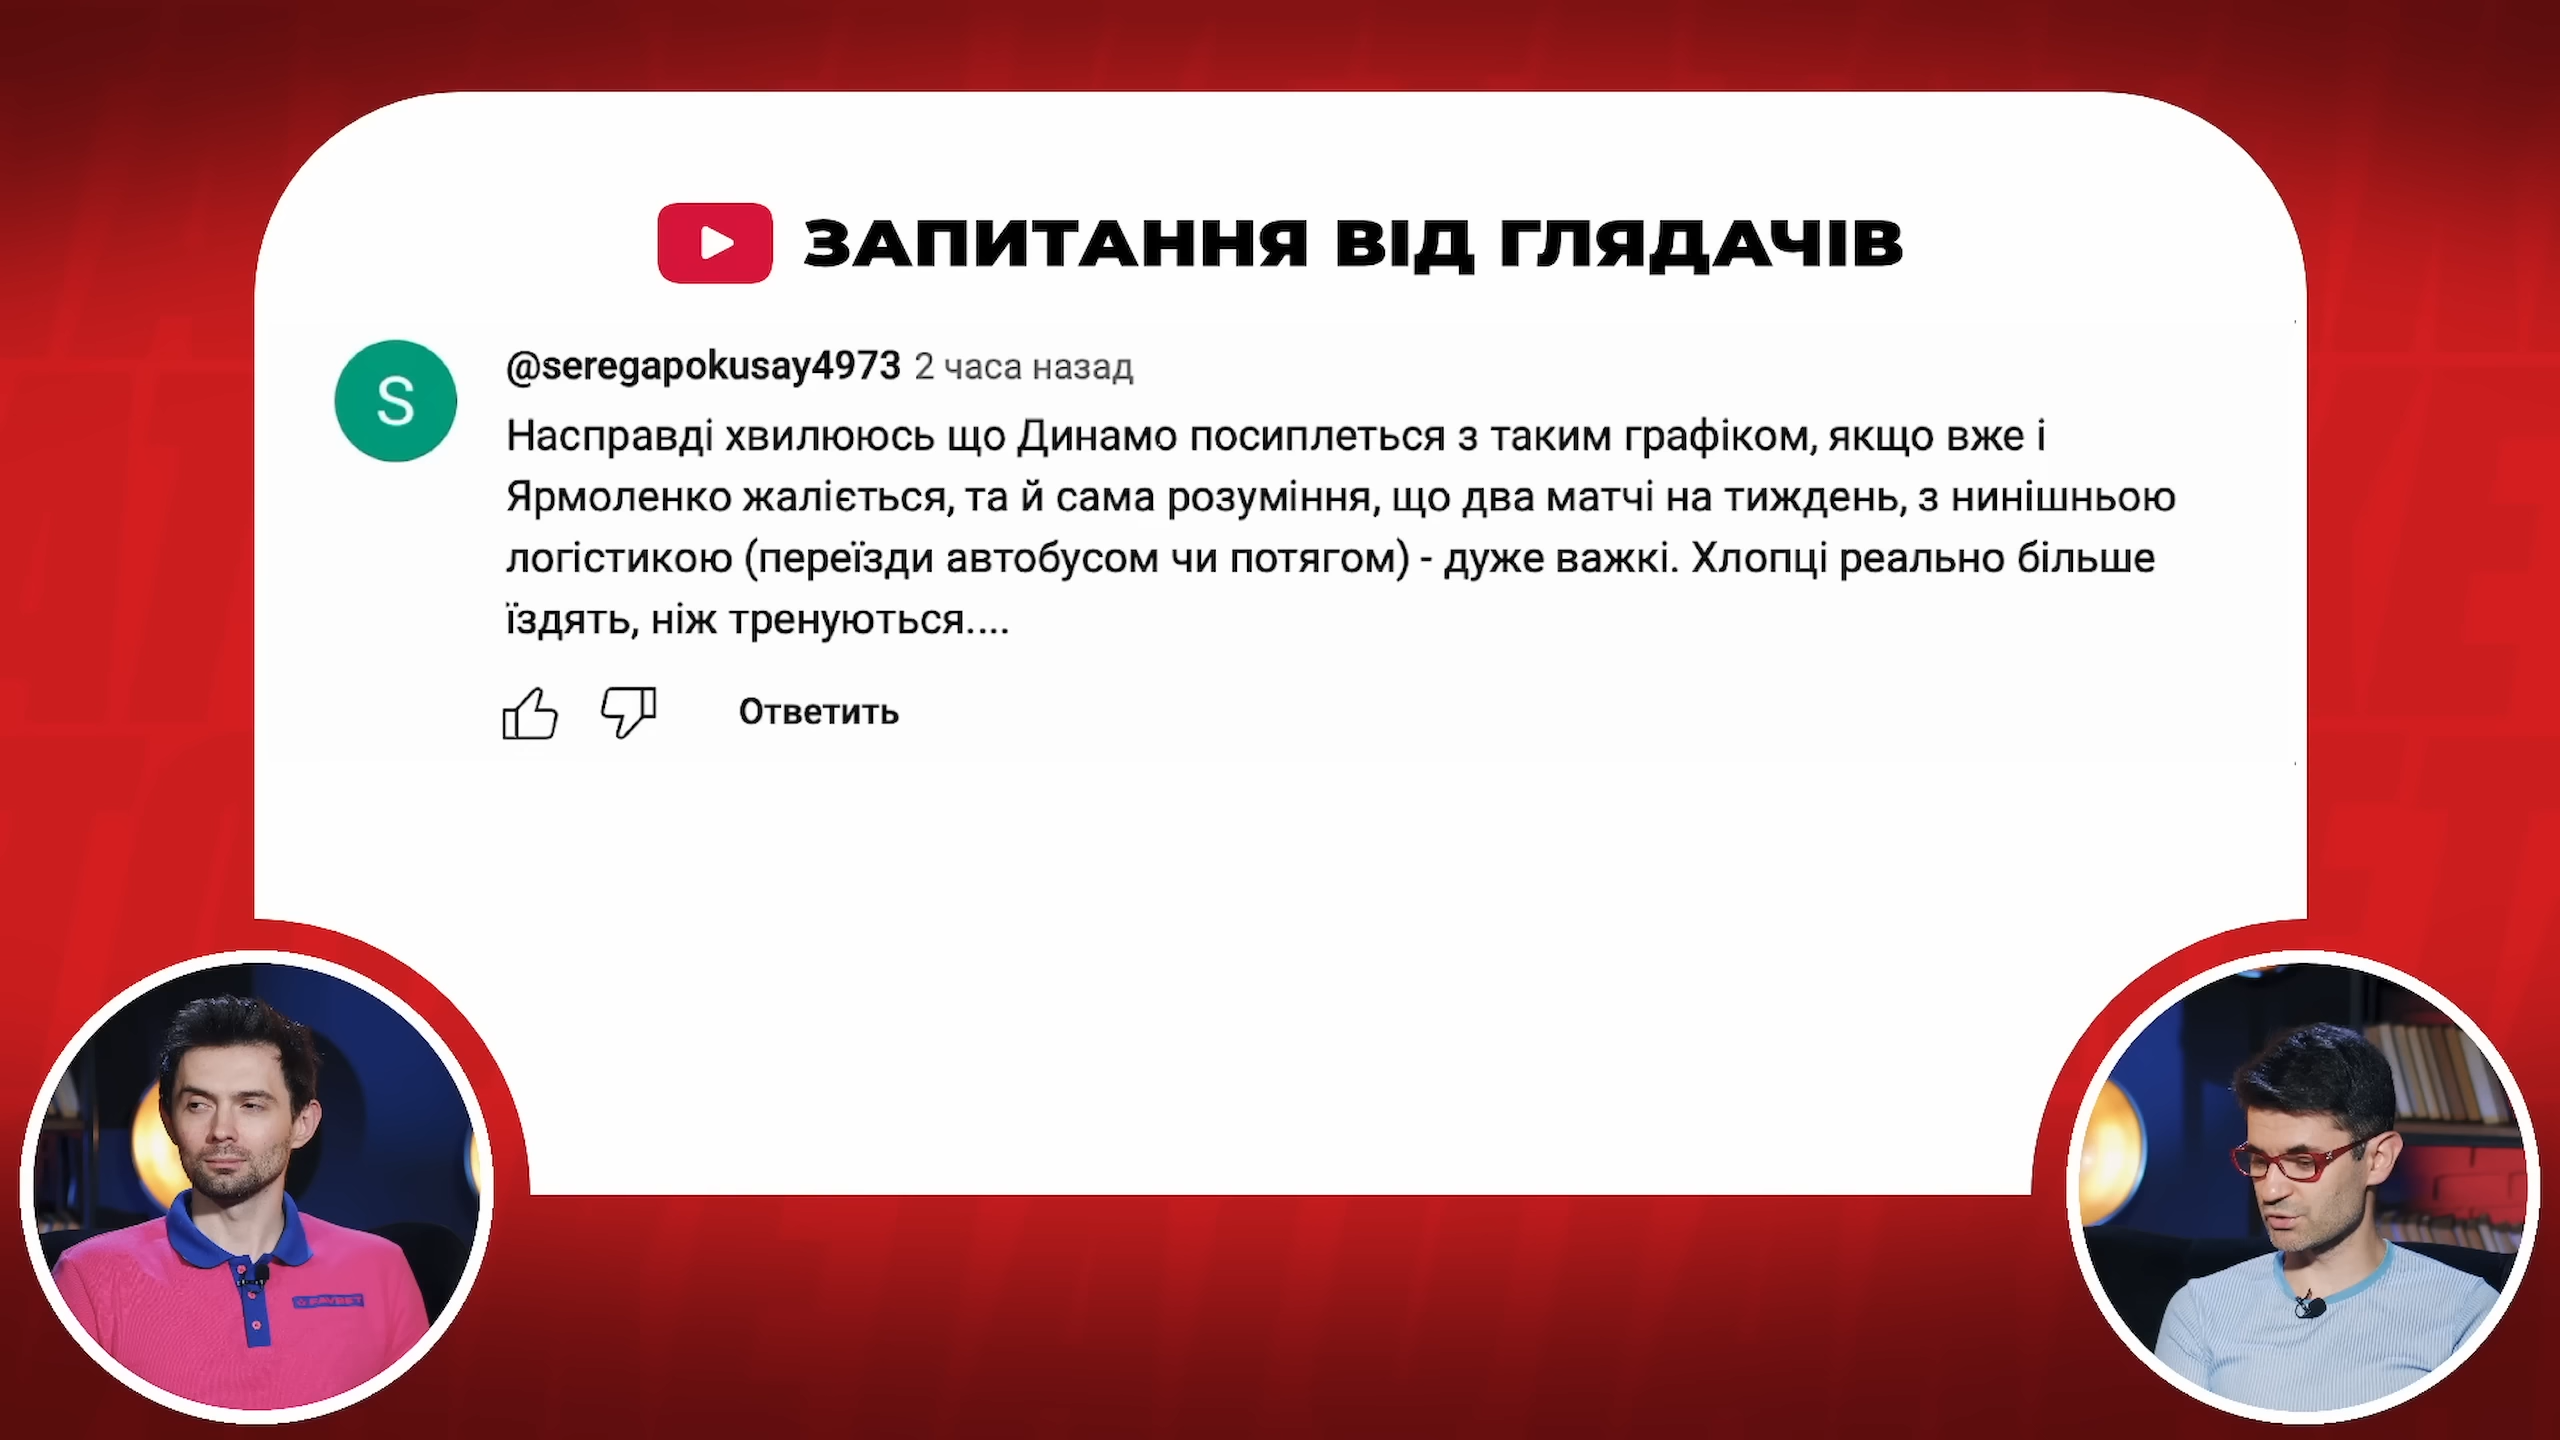 ЗАПИТАННЯ ВІД ГЛЯДАЧІВ
S
@seregapokusay4973 2 часа назад
Насправді хвилююсь що Динамо посиплеться з таким графіком, якщо вже і
Ярмоленко жаліється, та й сама розуміння, що два матчі на тиждень, з нинішньою
логістикою (переїзди автобусом чи потягом) - дуже важкі. Хлопці реально більше
їздять, ніж тренуються....
Ответить
FAVBET